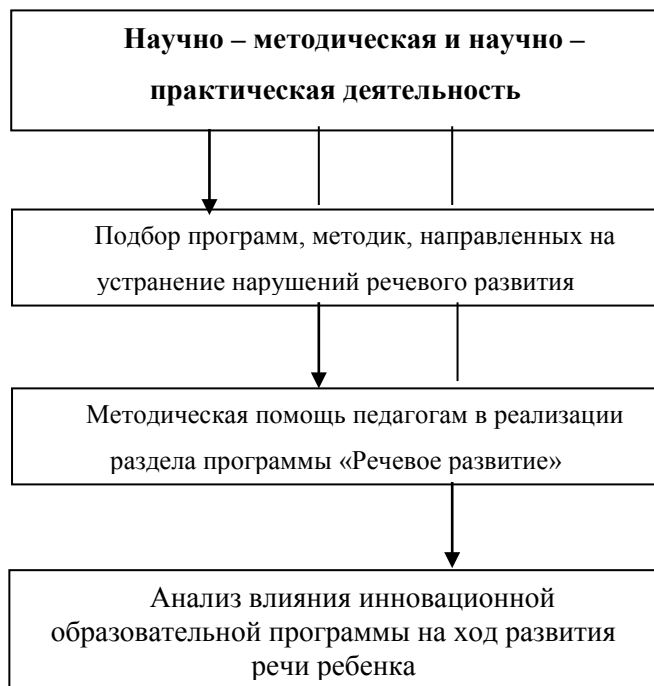 Научно – методическая и научно –
практическая деятельность
Подбор программ, методик, направленных на
устранение нарушений речевого развития
Методическая помощь педагогам в реализации
раздела программы «Речевое развитие»
Анализ влияния инновационной
образовательной программы на ход развития
речи ребенка